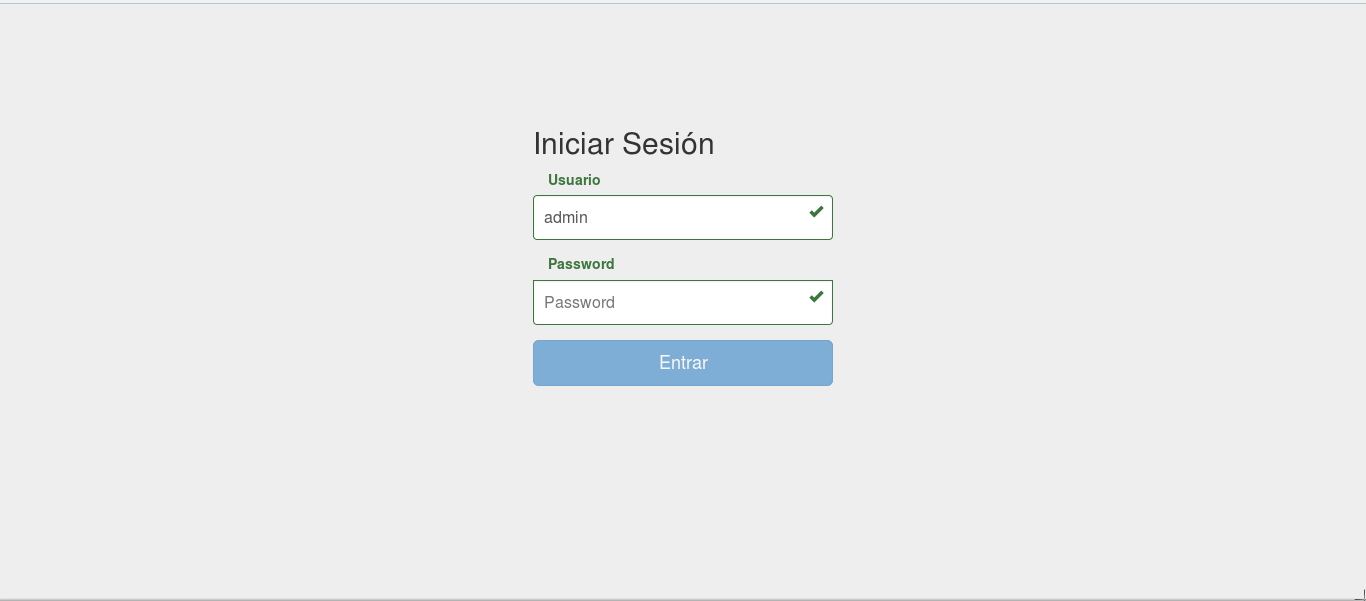 Iniciar Sesión
Usuario
admin
Password
Password
Entrar